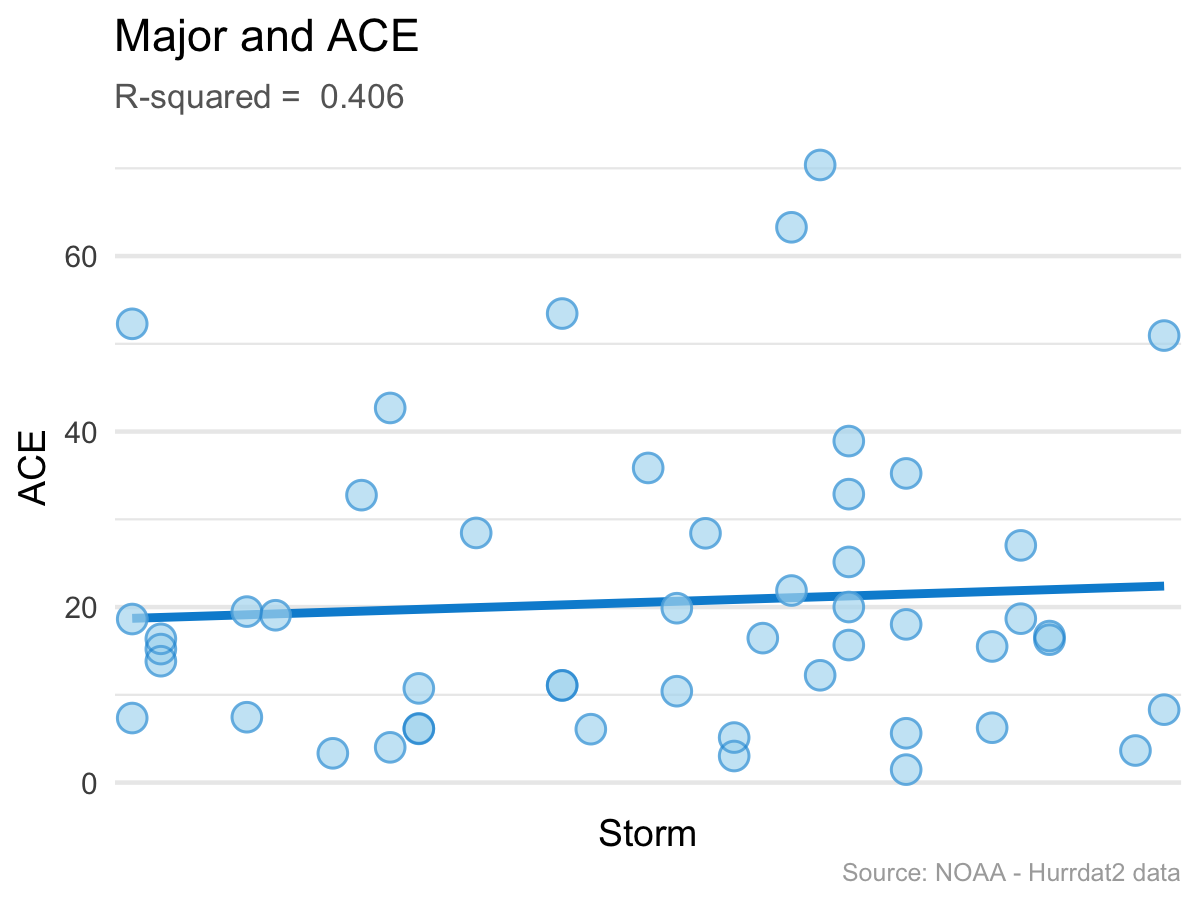 Major and ACE
R-squared =  0.406
60
40
20
0
ACE
Storm
Source: NOAA - Hurrdat2 data